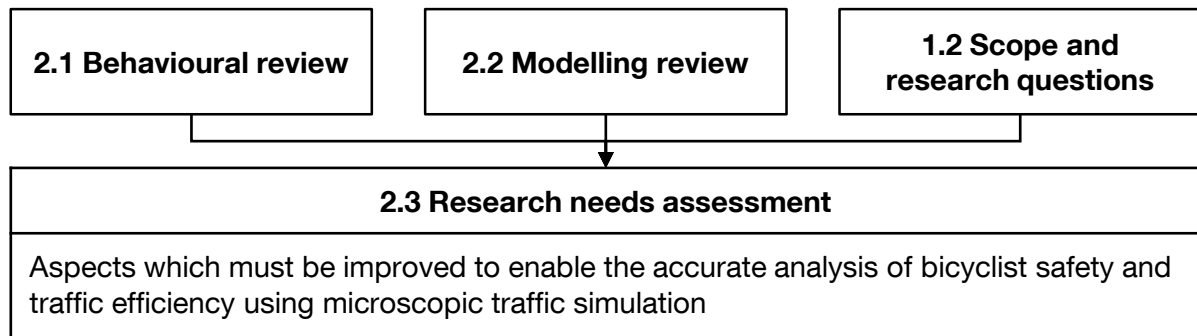 2.1 Behavioural review
2.2 Modelling review
1.2 Scope and
research questions
2.3 Research needs assessment
Aspects which must be improved to enable the accurate analysis of bicyclist safety and
traffic efficiency using microscopic traffic simulation